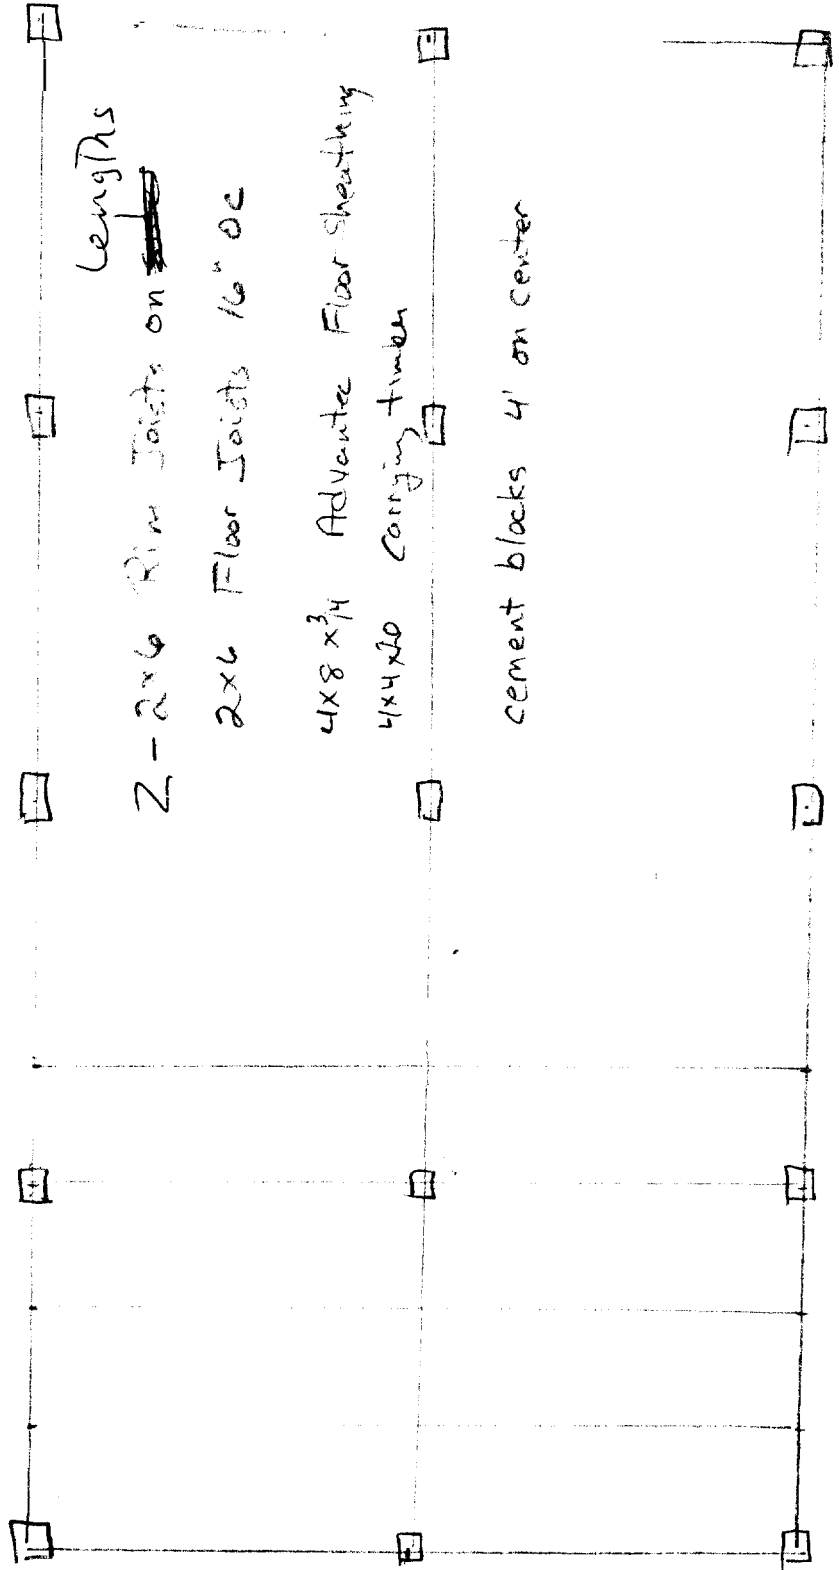 Lengths
2-2x6 Rim Joists on
2x6 Floor Joists 16" OC
4x8 x 3/4 Advantec Floor Sheathing
4x4x20 Carrying timber
cement blocks 4' on center